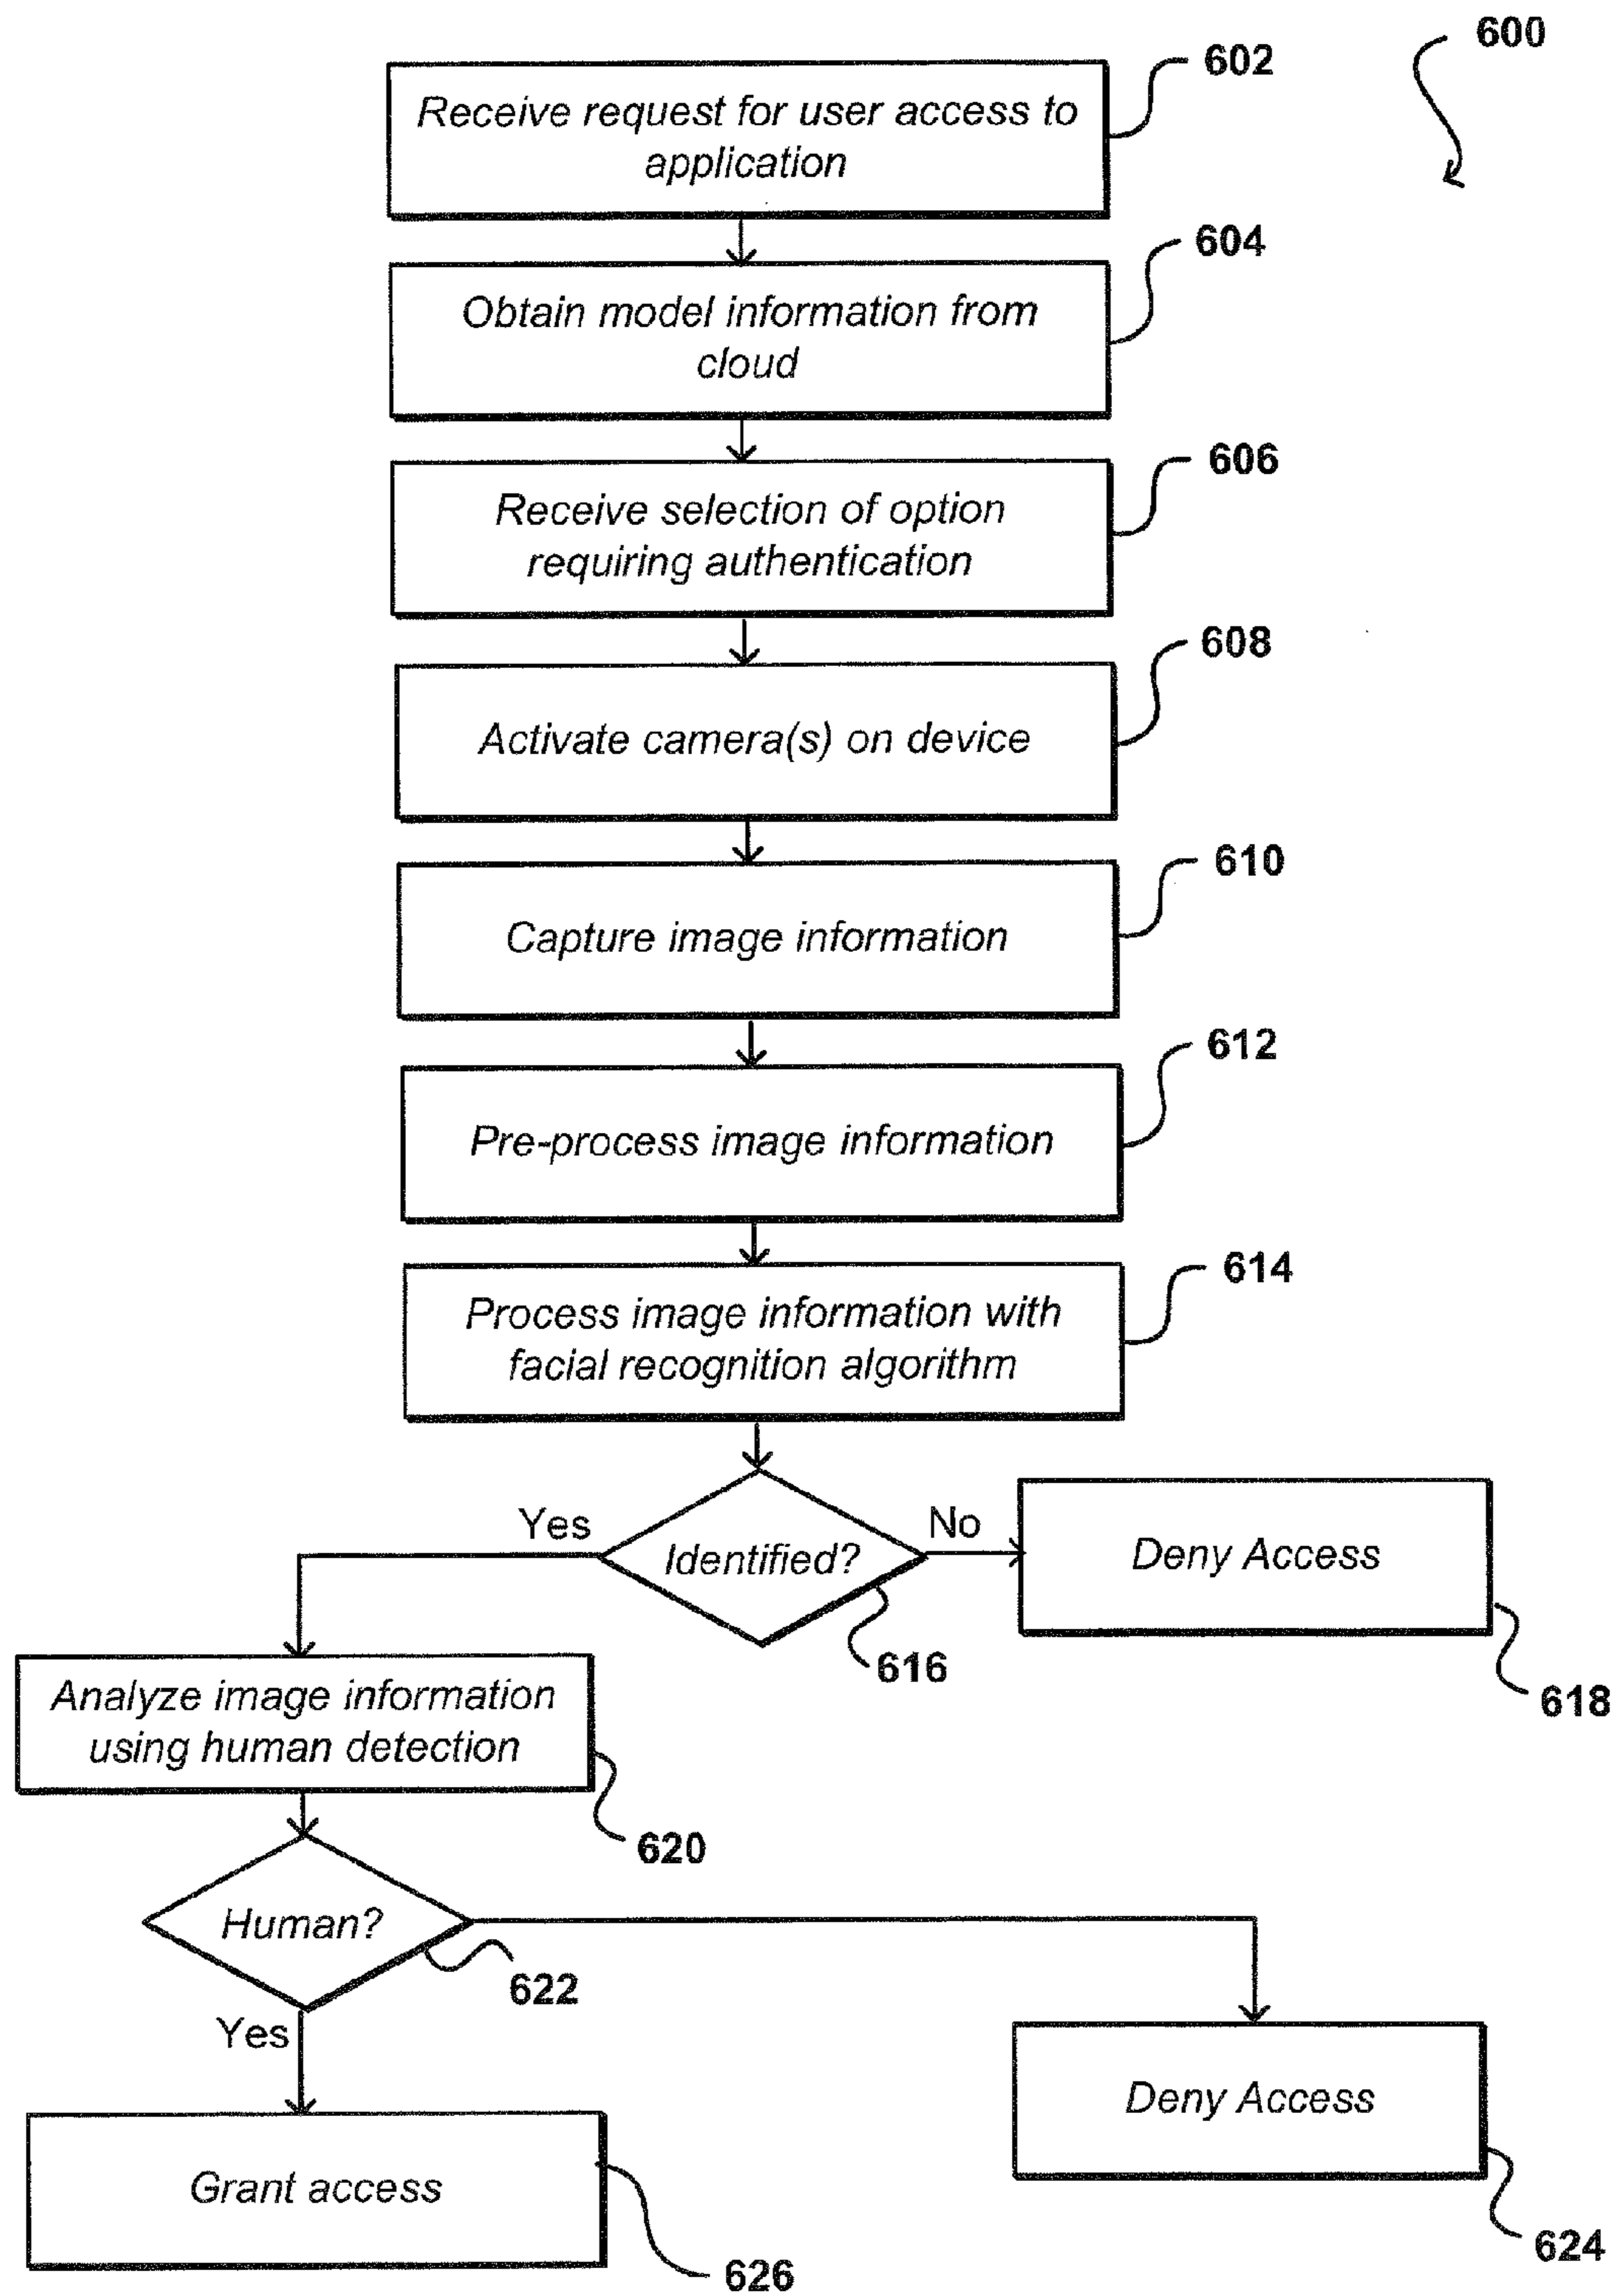 600
602
Receive request for user access to
application
604
Obtain model information from
cloud
606
Receive selection of option
requiring authentication
608
Activate camera(s) on device
610
Capture image information
612
Pre-process image information
614
Process image information with
facial recognition algorithm
Yes
No
Identified?
Deny Access
616
618
Analyze image information
using human detection
620
Human?
622
Yes
Deny Access
Grant access
624
626